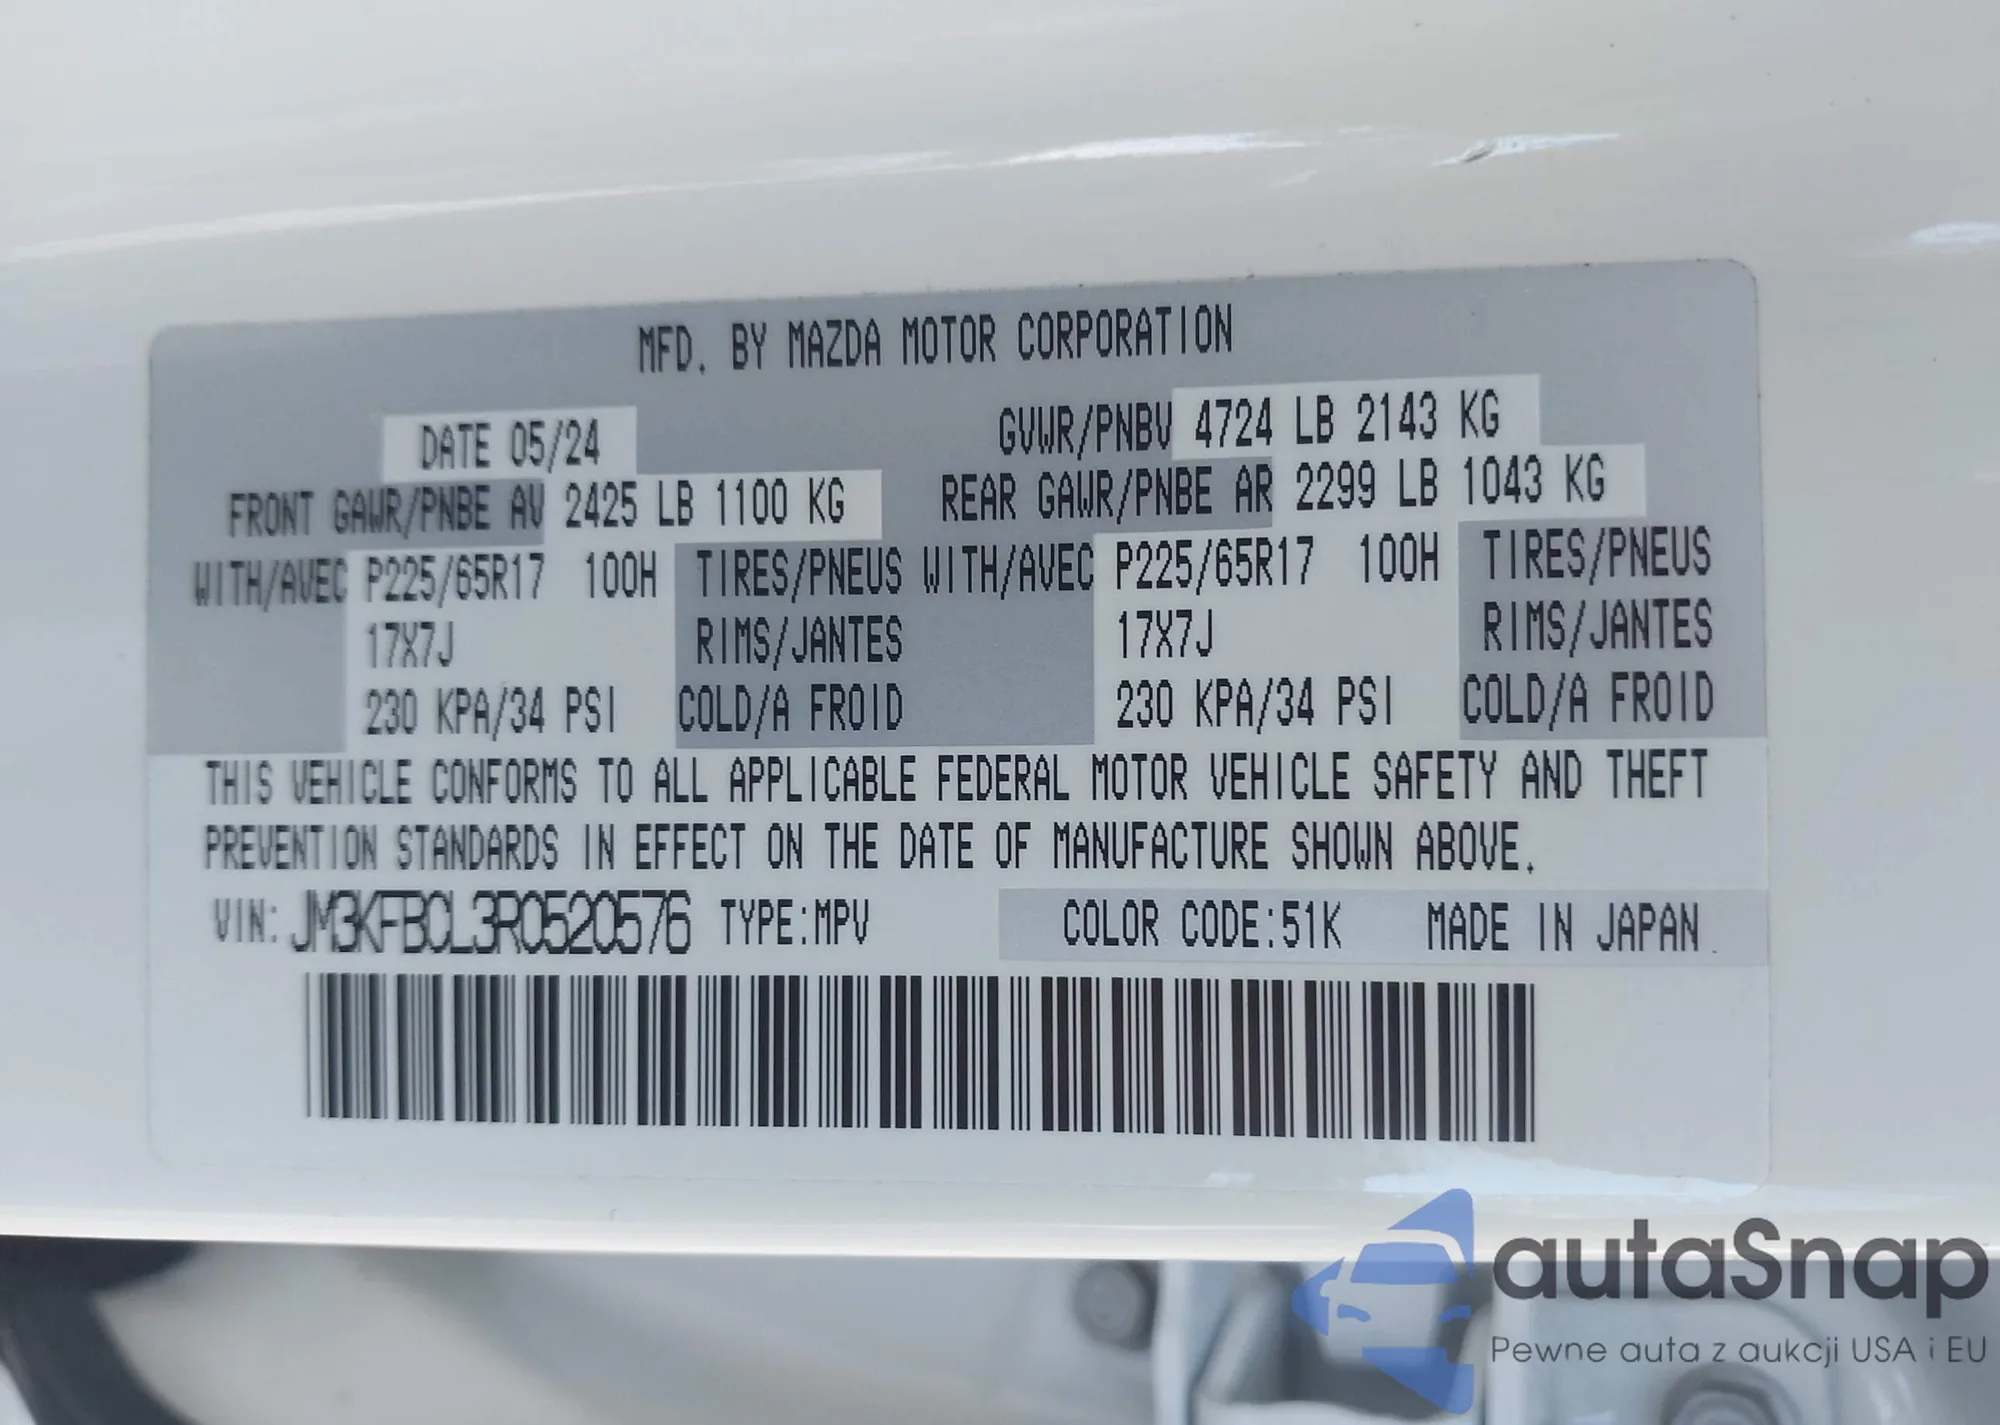 MFD. BY MAZDA MOTOR CORPORATION
DATE 05/24 GVWR/PNBV 4724 LB 2143 KG
FRONT GAWR/PNBE AV 2425 LB 1100 KG REAR GAWR/PNBE AR 2299 LB 1043 KG
WITH/AVEC P225/65R17 100H TIRES/PNEUS WITH/AVEC P225/65R17 100H TIRES/PNEUS
17X7J RIMS/JANTES 17X7J RIMS/JANTES
230 KPA/34 PSI COLD/A FROID 230 KPA/34 PSI COLD/A FROID
THIS VEHICLE CONFORMS TO ALL APPLICABLE FEDERAL MOTOR VEHICLE SAFETY AND THEFT
PREVENTION STANDARDS IN EFFECT ON THE DATE OF MANUFACTURE SHOWN ABOVE.
VIN: JM3KFBCL3R0520576 TYPE:MPV COLOR CODE:51K MADE IN JAPAN
autaSnap
Pewne auta z aukcji USA i EU